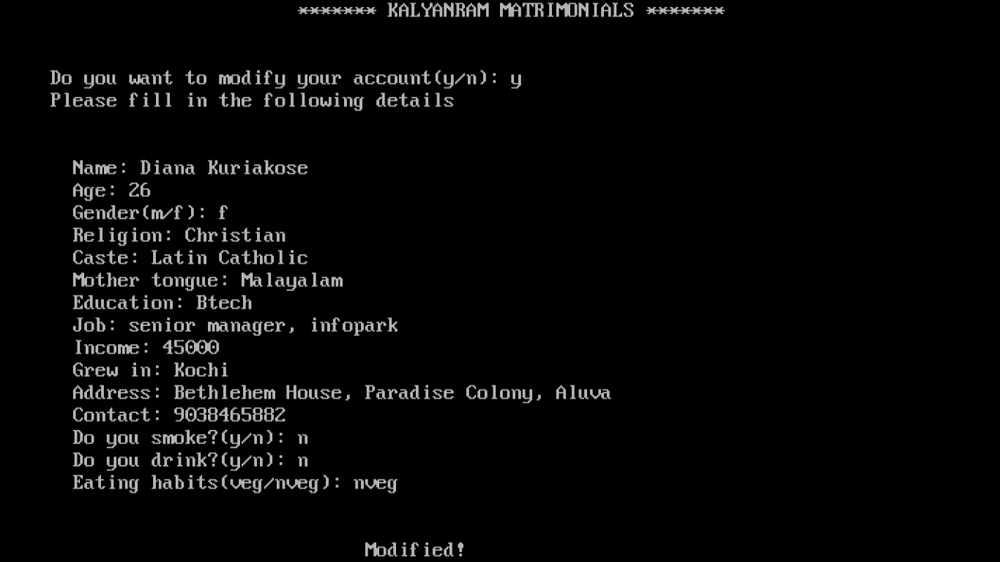 ******* KALYANRAM MATRIMONIALS *******
Do you want to modify your account(y/n): y
Please fill in the following details
Name: Diana Kuriakose
Age: 26
Gender(m/f): f
Religion: Christian
Caste: Latin Catholic
Mother tongue: Malayalam
Education: Btech
Job: senior manager, infopark
Income: 45000
Grew in: Kochi
Address: Bethlehem House, Paradise Colony, Aluva
Contact: 9038465882
Do you smoke?(y/n): n
Do you drink?(y/n): n
Eating habits(veg/nveg): nveg
Modified!